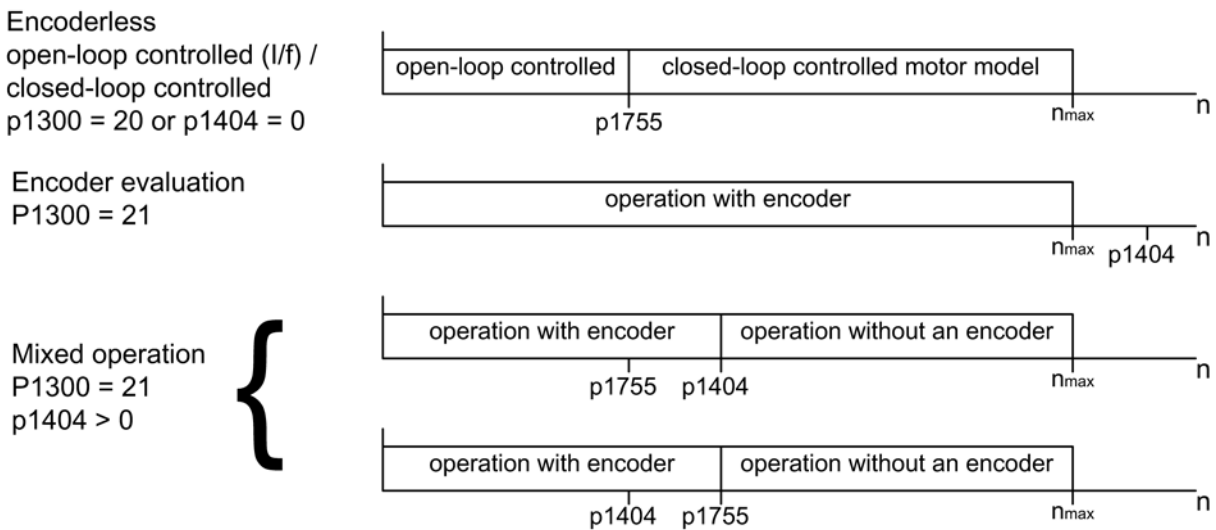 Encoderless
open-loop controlled (I/f) /
closed-loop controlled
p1300 = 20 or p1404 = 0
open-loop controlled
closed-loop controlled motor model
p1755
nmax
n
Encoder evaluation
P1300 = 21
operation with encoder
nmax
p1404
n
Mixed operation
P1300 = 21
p1404 > 0
operation with encoder
operation without an encoder
p1755
p1404
nmax
n
operation with encoder
operation without an encoder
p1404
p1755
nmax
n